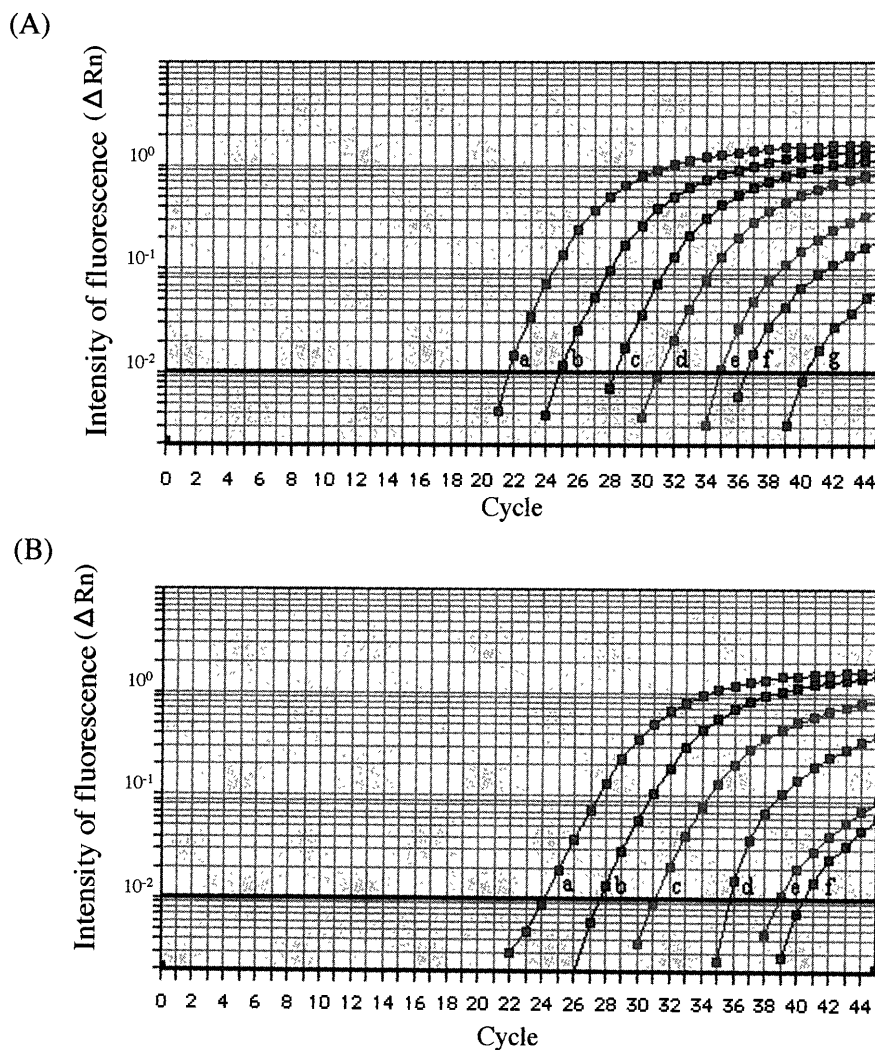 (A)
Intensity of fluorescence (ΔRn)
10⁰
10⁻¹
10⁻²
a b c d e f g
0 2 4 6 8 10 12 14 16 18 20 22 24 26 28 30 32 34 36 38 40 42 44
Cycle
(B)
Intensity of fluorescence (ΔRn)
10⁰
10⁻¹
10⁻²
a b c d e f
0 2 4 6 8 10 12 14 16 18 20 22 24 26 28 30 32 34 36 38 40 42 44
Cycle